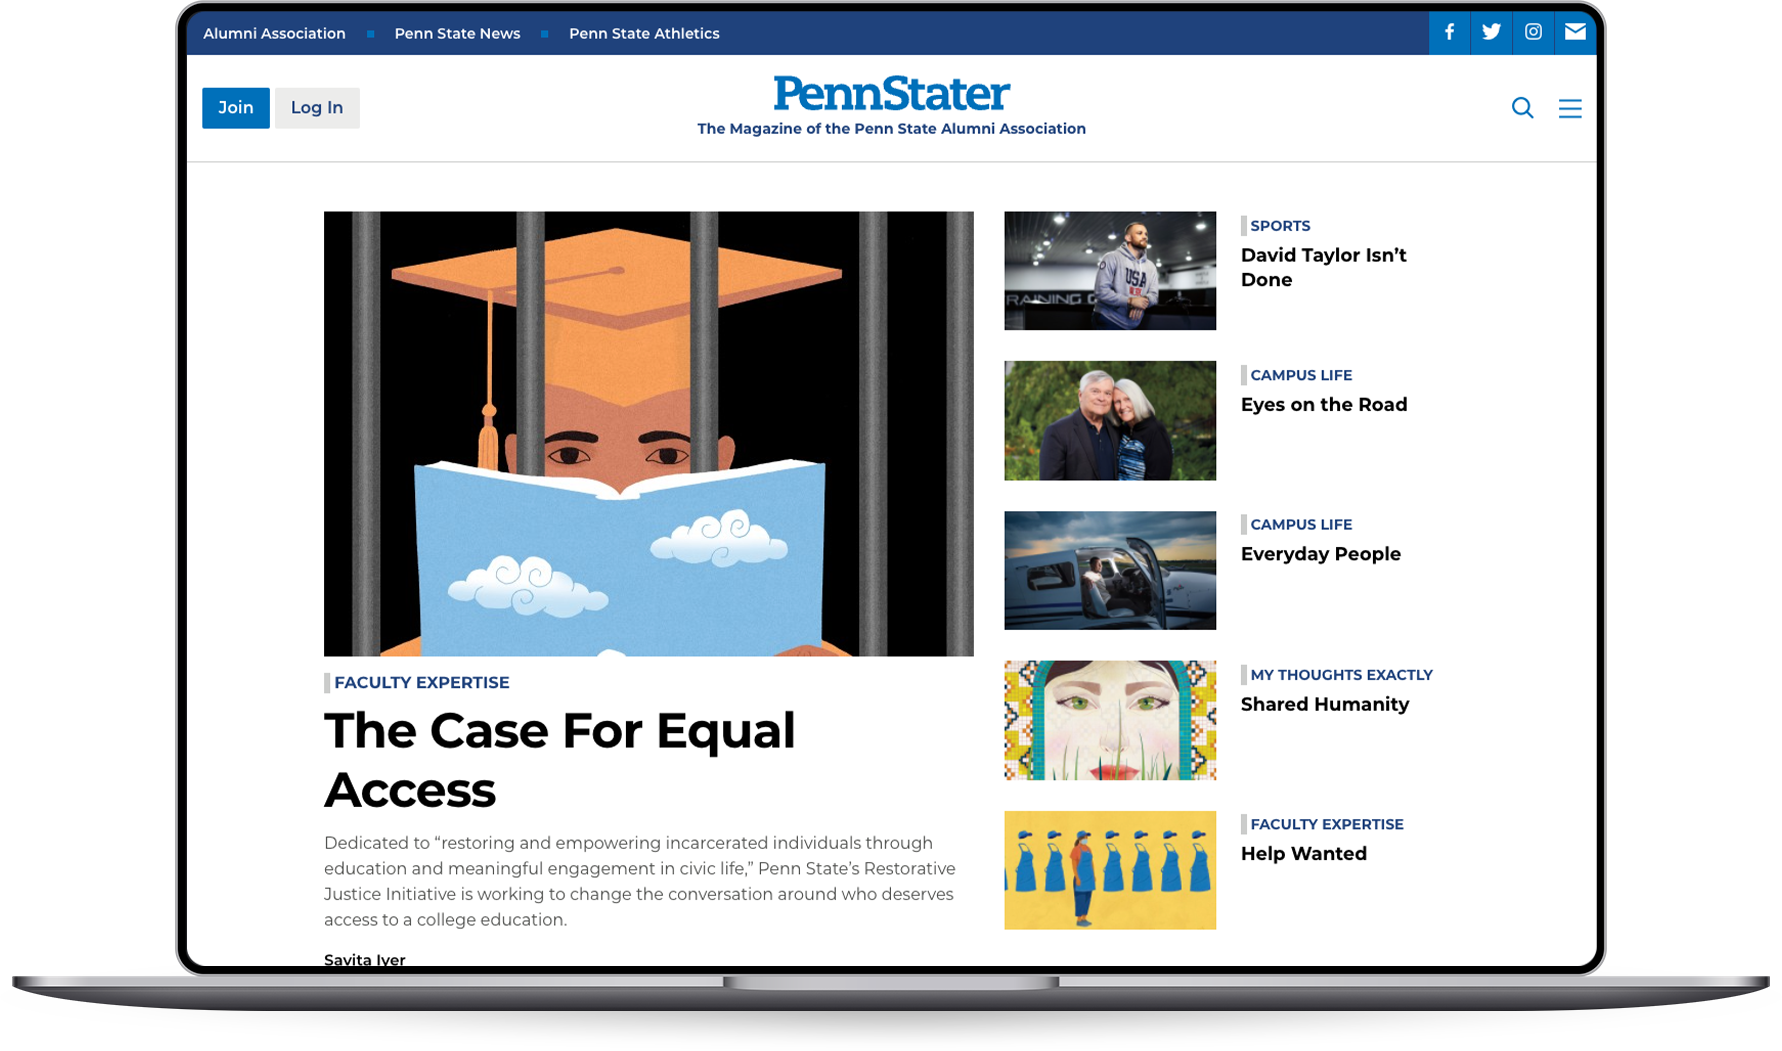 Alumni Association
Penn State News
Penn State Athletics
Join
Log In
PennStater
The Magazine of the Penn State Alumni Association
FACULTY EXPERTISE
The Case For Equal
Access
Dedicated to “restoring and empowering incarcerated individuals through
education and meaningful engagement in civic life,” Penn State’s Restorative
Justice Initiative is working to change the conversation around who deserves
access to a college education.
Savita Iyer
USA
TRAINING C
SPORTS
David Taylor Isn’t
Done
CAMPUS LIFE
Eyes on the Road
CAMPUS LIFE
Everyday People
MY THOUGHTS EXACTLY
Shared Humanity
FACULTY EXPERTISE
Help Wanted